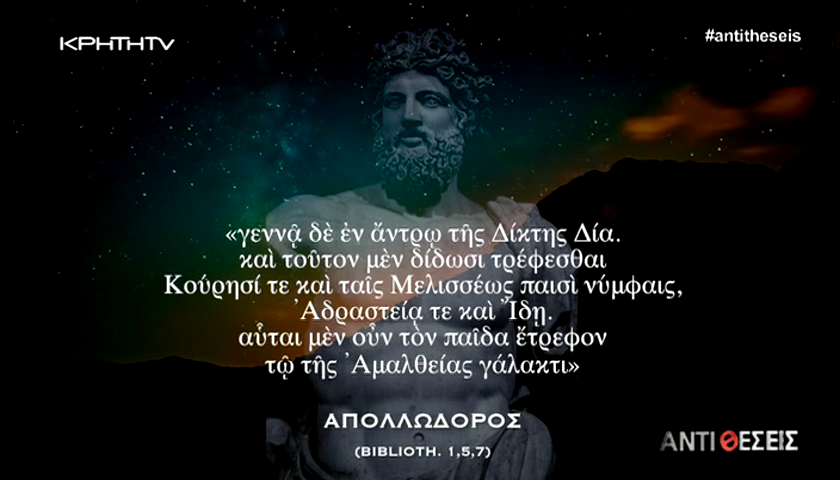 ΚΡΗΤΗTV
#antitheseis
«γεννᾷ δὲ ἐν ἄντρῳ τῆς Δίκτης Δία.
καὶ τοῦτον μὲν δίδωσι τρέφεσθαι
Κούρησί τε καὶ ταῖς Μελισσέως παισὶ νύμφαις,
Ἀδραστείᾳ τε καὶ Ἴδῃ.
αὗται μὲν οὖν τὸν παῖδα ἔτρεφον
τῷ τῆς Ἀμαλθείας γάλακτι»
ΑΠΟΛΛΩΔΟΡΟΣ
(BIBLIOTH. 1,5,7)
ΑΝΤΙΘΕΣΕΙΣ